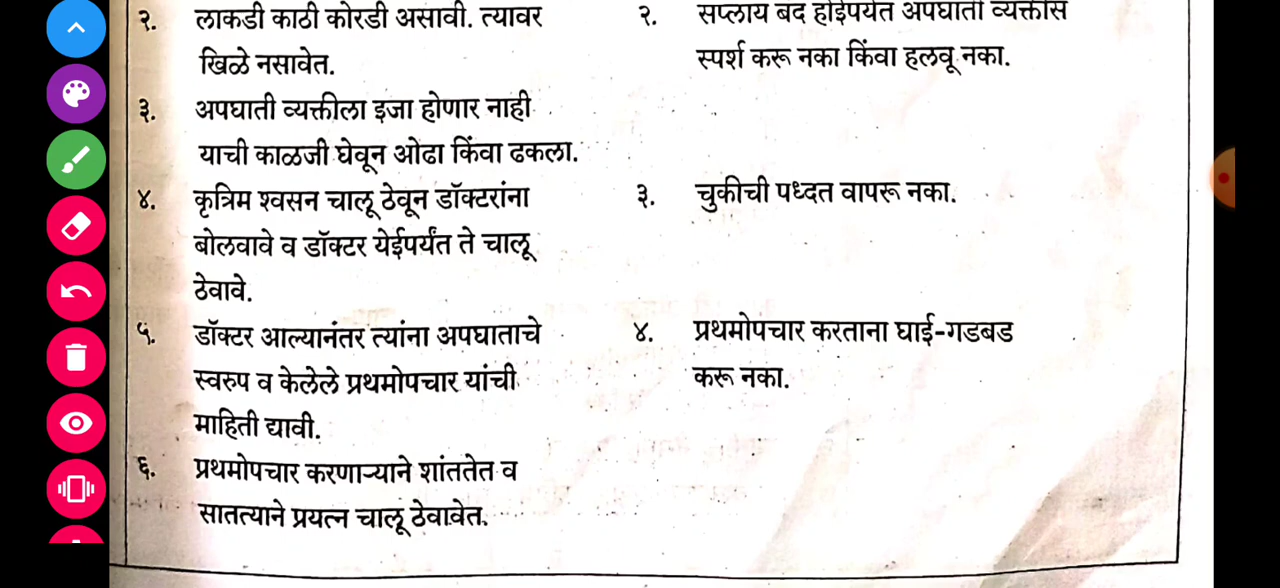 २. लाकडी काठी कोरडी असावी. त्यावर
खिळे नसावेत.
३. अपघाती व्यक्तीला इजा होणार नाही
याची काळजी घेवून ओढा किंवा ढकला.
४. कृत्रिम श्वसन चालू ठेवून डॉक्टरांना
बोलवावे व डॉक्टर येईपर्यंत ते चालू
ठेवावे.
५. डॉक्टर आल्यानंतर त्यांना अपघाताचे
स्वरुप व केलेले प्रथमोपचार यांची
माहिती द्यावी.
६. प्रथमोपचार करणाऱ्याने शांततेत व
सातत्याने प्रयत्न चालू ठेवावेत.
२. सप्लाय बंद होईपर्यंत अपघाती व्यक्तीस
स्पर्श करू नका किंवा हलवू नका.
३. चुकीची पध्दत वापरू नका.
४. प्रथमोपचार करताना घाई-गडबड
करू नका.